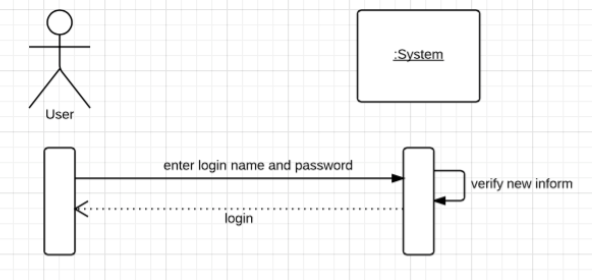 :System
User
enter login name and password
verify new inform
login